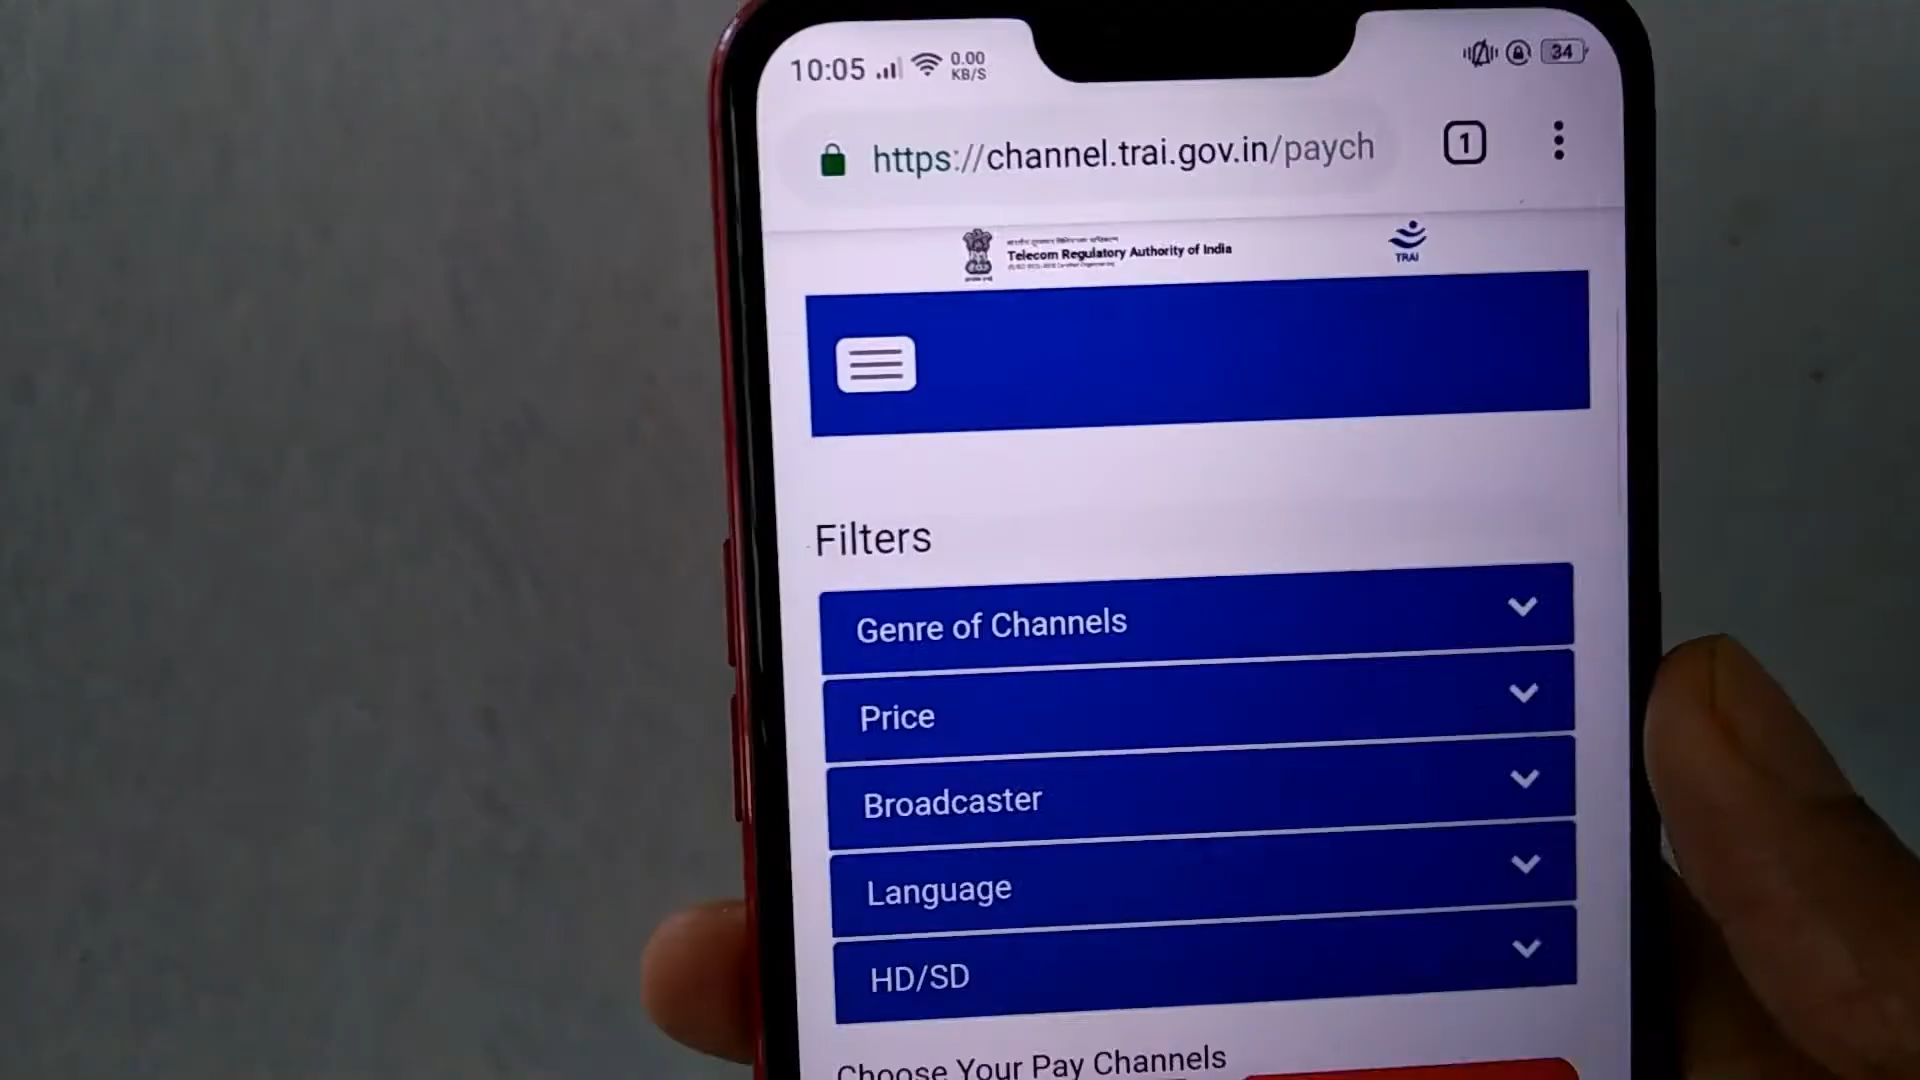 10:05
0.00
KB/S
34
https://channel.trai.gov.in/paych
1
Telecom Regulatory Authority of India
TRAI
Filters
Genre of Channels
Price
Broadcaster
Language
HD/SD
Choose Your Pay Channels